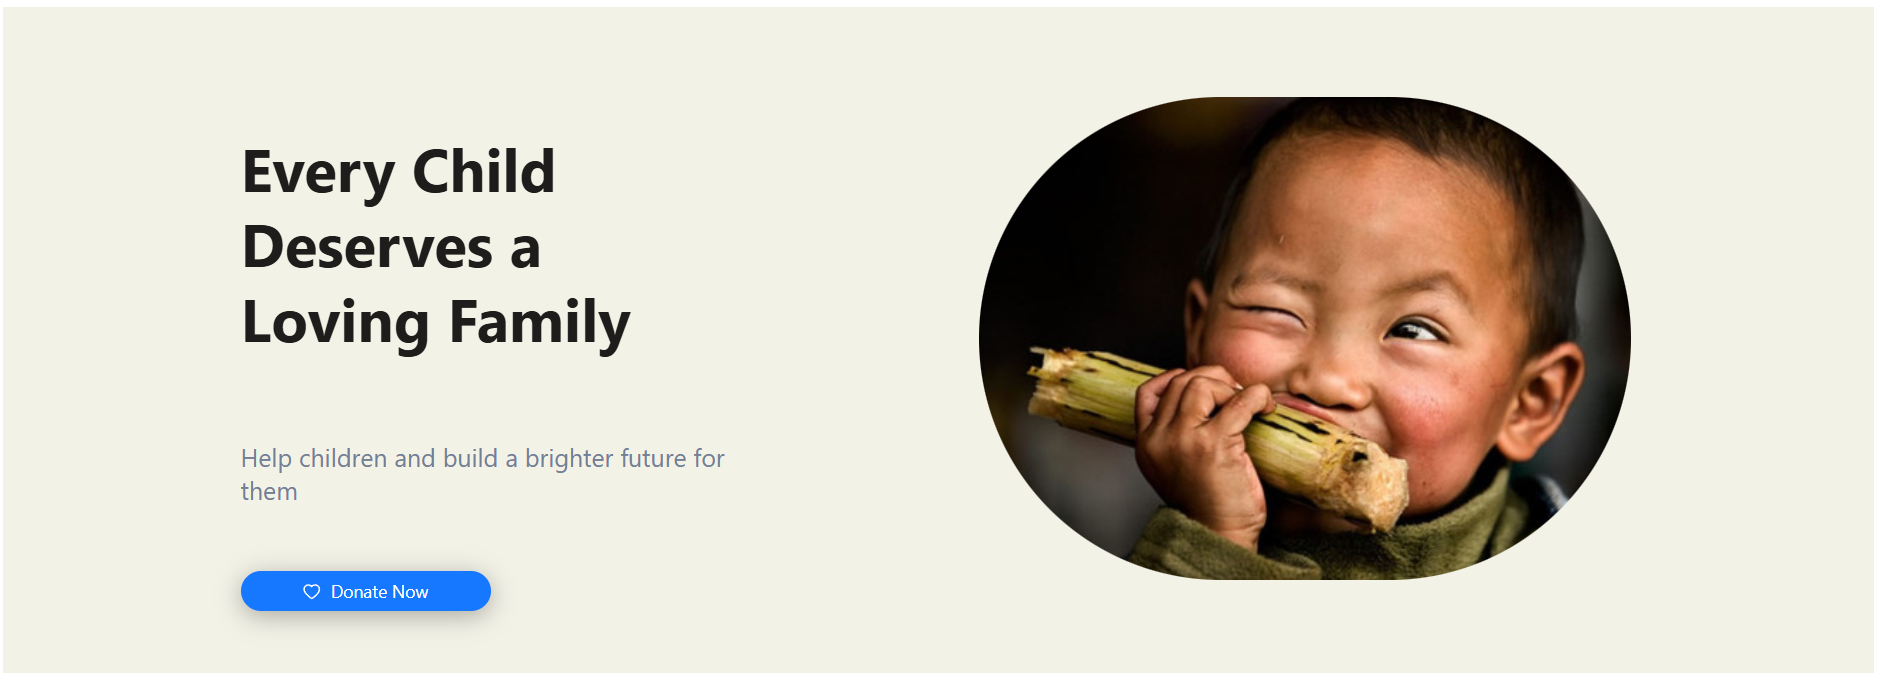 Every Child
Deserves a
Loving Family
Help children and build a brighter future for
them
Donate Now